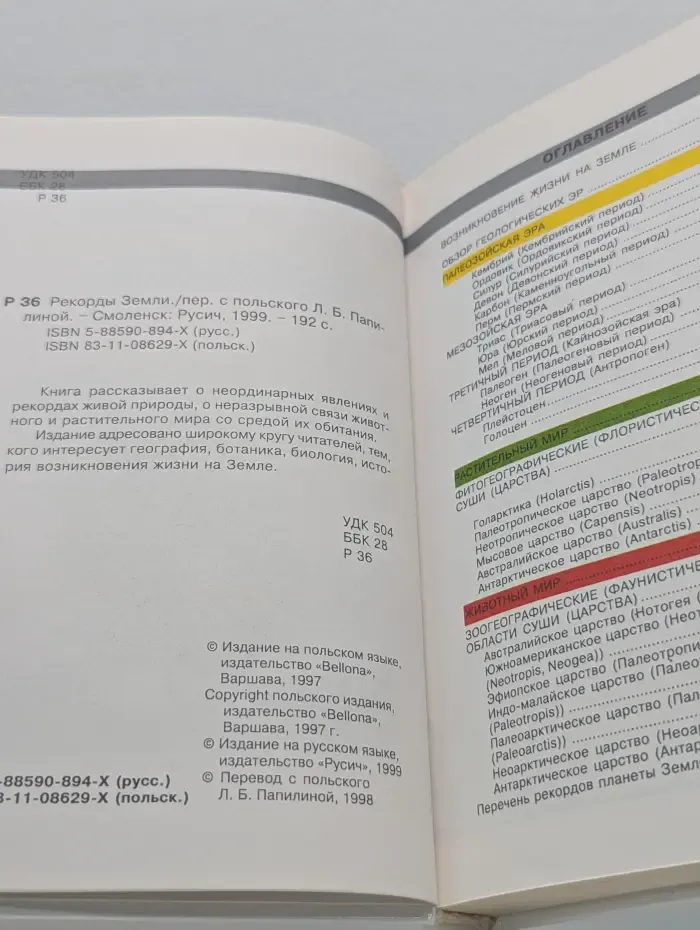 УДК 504
ББК 28
Р 36
Р 36 Рекорды Земли./пер. с польского Л. Б. Папи-
линой. – Смоленск: Русич, 1999. – 192 с.
ISBN 5-88590-894-X (русс.)
ISBN 83-11-08629-X (польск.)
Книга рассказывает о неординарных явлениях и
рекордах живой природы, о неразрывной связи живот-
ного и растительного мира со средой их обитания.
Издание адресовано широкому кругу читателей, тем,
кого интересует география, ботаника, биология, исто-
рия возникновения жизни на Земле.
УДК 504
ББК 28
Р 36
© Издание на польском языке,
издательство «Bellona»,
Варшава, 1997
Copyright польского издания,
издательство «Bellona»,
Варшава, 1997 г.
© Издание на русском языке,
издательство «Русич», 1999
© Перевод с польского
Л. Б. Папилиной, 1998
-88590-894-X (русс.)
3-11-08629-X (польск.)
ОГЛАВЛЕНИЕ
ВОЗНИКНОВЕНИЕ ЖИЗНИ НА ЗЕМЛЕ
ОБЗОР ГЕОЛОГИЧЕСКИХ ЭР
ПАЛЕОЗОЙСКАЯ ЭРА
Кембрий (Кембрийский период)
Ордовик (Ордовикский период)
Силур (Силурийский период)
Девон (Девонский период)
Карбон (Каменноугольный период)
Перм (Пермский период)
МЕЗОЗОЙСКАЯ ЭРА
Триас (Триасовый период)
Юра (Юрский период)
Мел (Меловой период)
ТРЕТИЧНЫЙ ПЕРИОД (Кайнозойская эра)
Палеоген (Палеогеновый период)
Неоген (Неогеновый период)
ЧЕТВЕРТИЧНЫЙ ПЕРИОД (Антропоген)
Плейстоцен
Голоцен
РАСТИТЕЛЬНЫЙ МИР
ФИТОГЕОГРАФИЧЕСКИЕ (ФЛОРИСТИЧЕС
СУШИ (ЦАРСТВА)
Голарктика (Holarctis)
Палеотропическое царство (Paleotrop
Неотропическое царство (Neotropis)
Мысовое царство (Capensis)
Австралийское царство (Australis)
Антарктическое царство (Antarctis)
ЖИВОТНЫЙ МИР
ЗООГЕОГРАФИЧЕСКИЕ (ФАУНИСТИЧЕ
ОБЛАСТИ СУШИ (ЦАРСТВА)
Австралийское царство (Нотогея (
Южноамериканское царство (Неот
(Neotropis, Neogea))
Эфиопское царство (Палеотропи
Индо-малайское царство (Палео
(Paleotropis))
Палеоарктическое царство (Пал
(Paleoarctis))
Неоарктическое царство (Неоар
Антарктическое царство (Антар
Перечень рекордов планеты Земл